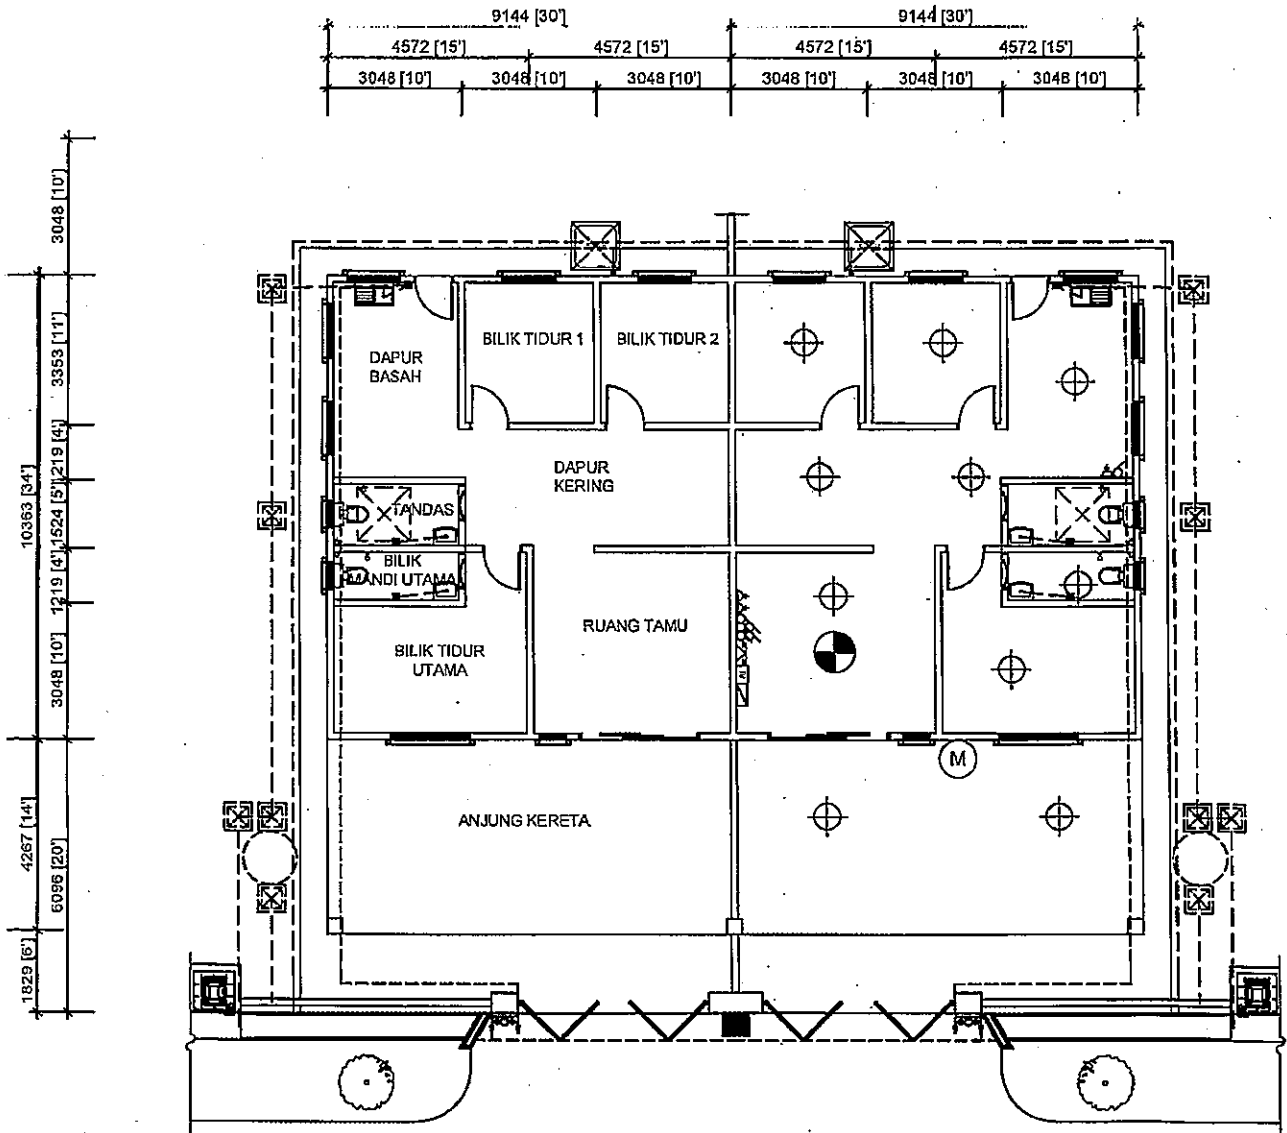 9144 [30']
9144 [30']
4572 [15']
4572 [15']
4572 [15']
4572 [15']
3048 [10']
3048 [10']
3048 [10']
3048 [10']
3048 [10']
3048 [10']
3048 [10']
10363 [34']
3353 [11']
1219 [4']
1524 [5']
1219 [4']
3048 [10']
4267 [14']
6096 [20']
1829 [6']
BILIK TIDUR 1
BILIK TIDUR 2
DAPUR
BASAH
DAPUR
KERING
TANDAS
BILIK
MANDI UTAMA
RUANG TAMU
BILIK TIDUR
UTAMA
M
ANJUNG KERETA